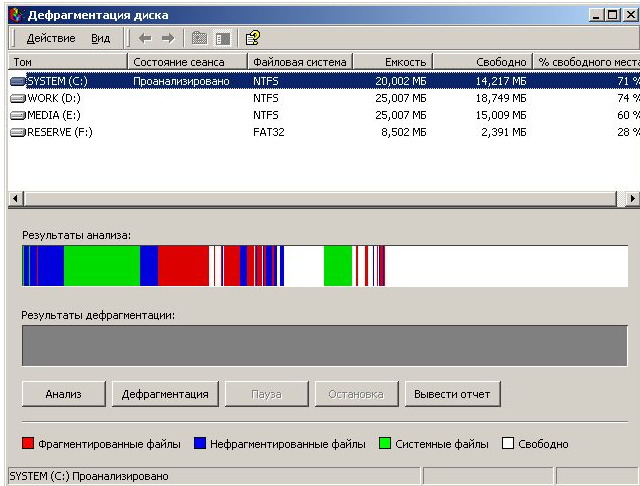 Дефрагментация диска
Действие Вид
Том Состояние сеанса Файловая система Емкость Свободно % свободного места
SYSTEM (C:) Проанализировано NTFS 20,002 МБ 14,217 МБ 71 %
WORK (D:) NTFS 25,007 МБ 18,749 МБ 74 %
MEDIA (E:) NTFS 25,007 МБ 15,009 МБ 60 %
RESERVE (F:) FAT32 8,502 МБ 2,391 МБ 28 %
Результаты анализа:
Результаты дефрагментации:
Анализ Дефрагментация Пауза Остановка Вывести отчет
Фрагментированные файлы Нефрагментированные файлы Системные файлы Свободно
SYSTEM (C:) Проанализировано